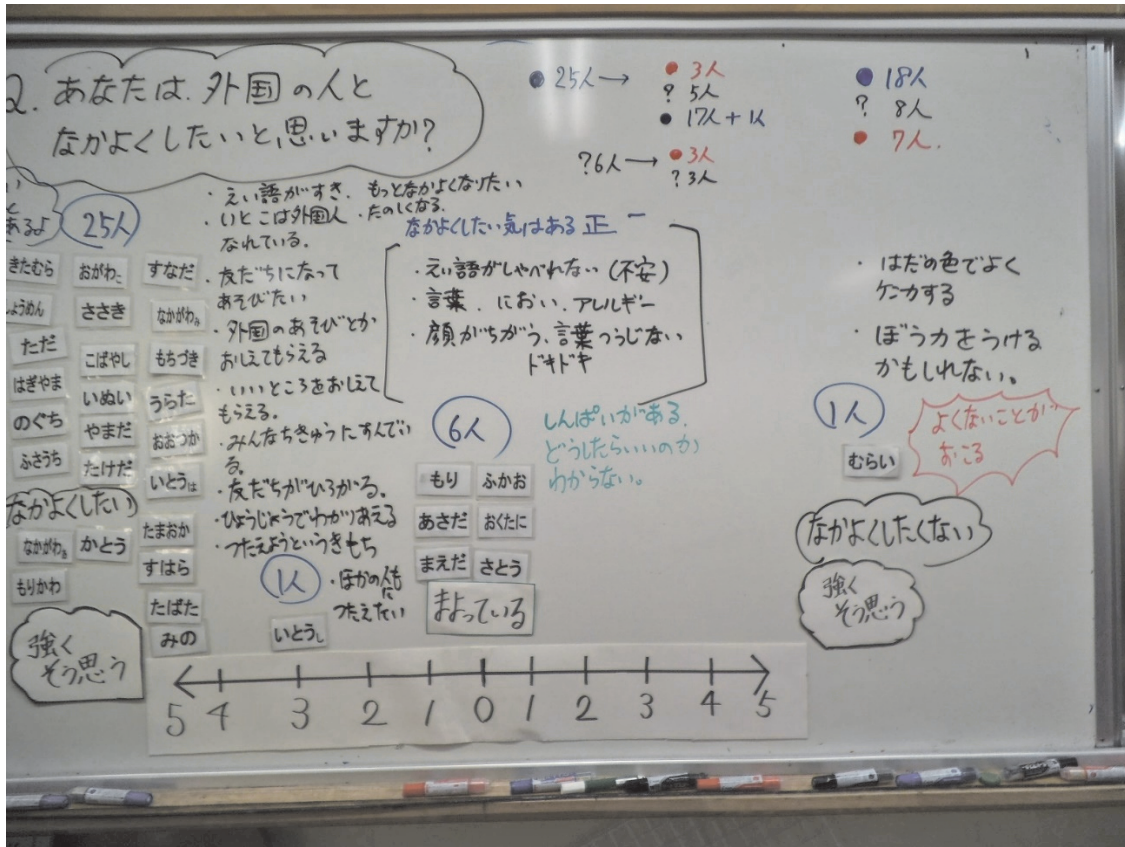 Q. あなたは、外国の人と
なかよくしたいと、思いますか?
● 25人→
● 3人
? 5人
● 17人+1人
?6人→
● 3人
? 3人
● 18人
? 8人
● 7人.
あるよ
25人
きたむら
しょうめん
ただ
はぎやま
のぐち
ふさうち
なかよくしたい
なかがわ
もりかわ
おがわこ
ささき
こばやし
いぬい
やまだ
たけだ
かとう
すなだ
なかがわみ
もちづき
うらた
おおつか
いとうは
たまおか
すはら
たばた
みの
強く
そう思う
・えい語がすき、もっとなかよくなりたい
・いとこは外国人 ・たのしくなる.
なれている.
・友だちになって
あそびたい
・外国のあそびとか
おしえてもらえる
・いいところをおしえて
もらえる.
・みんなちきゅうにすんでい
る.
・友だちがひろがる.
・ひょうじょうでわかりあえる
・つたえようというきもち
・ほかの人も
に
つたえたい
1人
いとうし
なかよくしたい気はある 正一
・えい語がしゃべれない(不安)
・言葉、におい、アレルギー
・顔がちがう、言葉つうじない
ドキドキ
6人
しんぱいがある.
どうしたらいいのか
わからない。
もり
ふかお
あさだ
おくたに
まえだ
さとう
まよっている
・はだの色でよく
ケンカする
・ぼう力をうける
かもしれない。
1人
むらい
よくないことが
おこる
なかよくしたくない
強く
そう思う
5 4 3 2 1 0 1 2 3 4 5